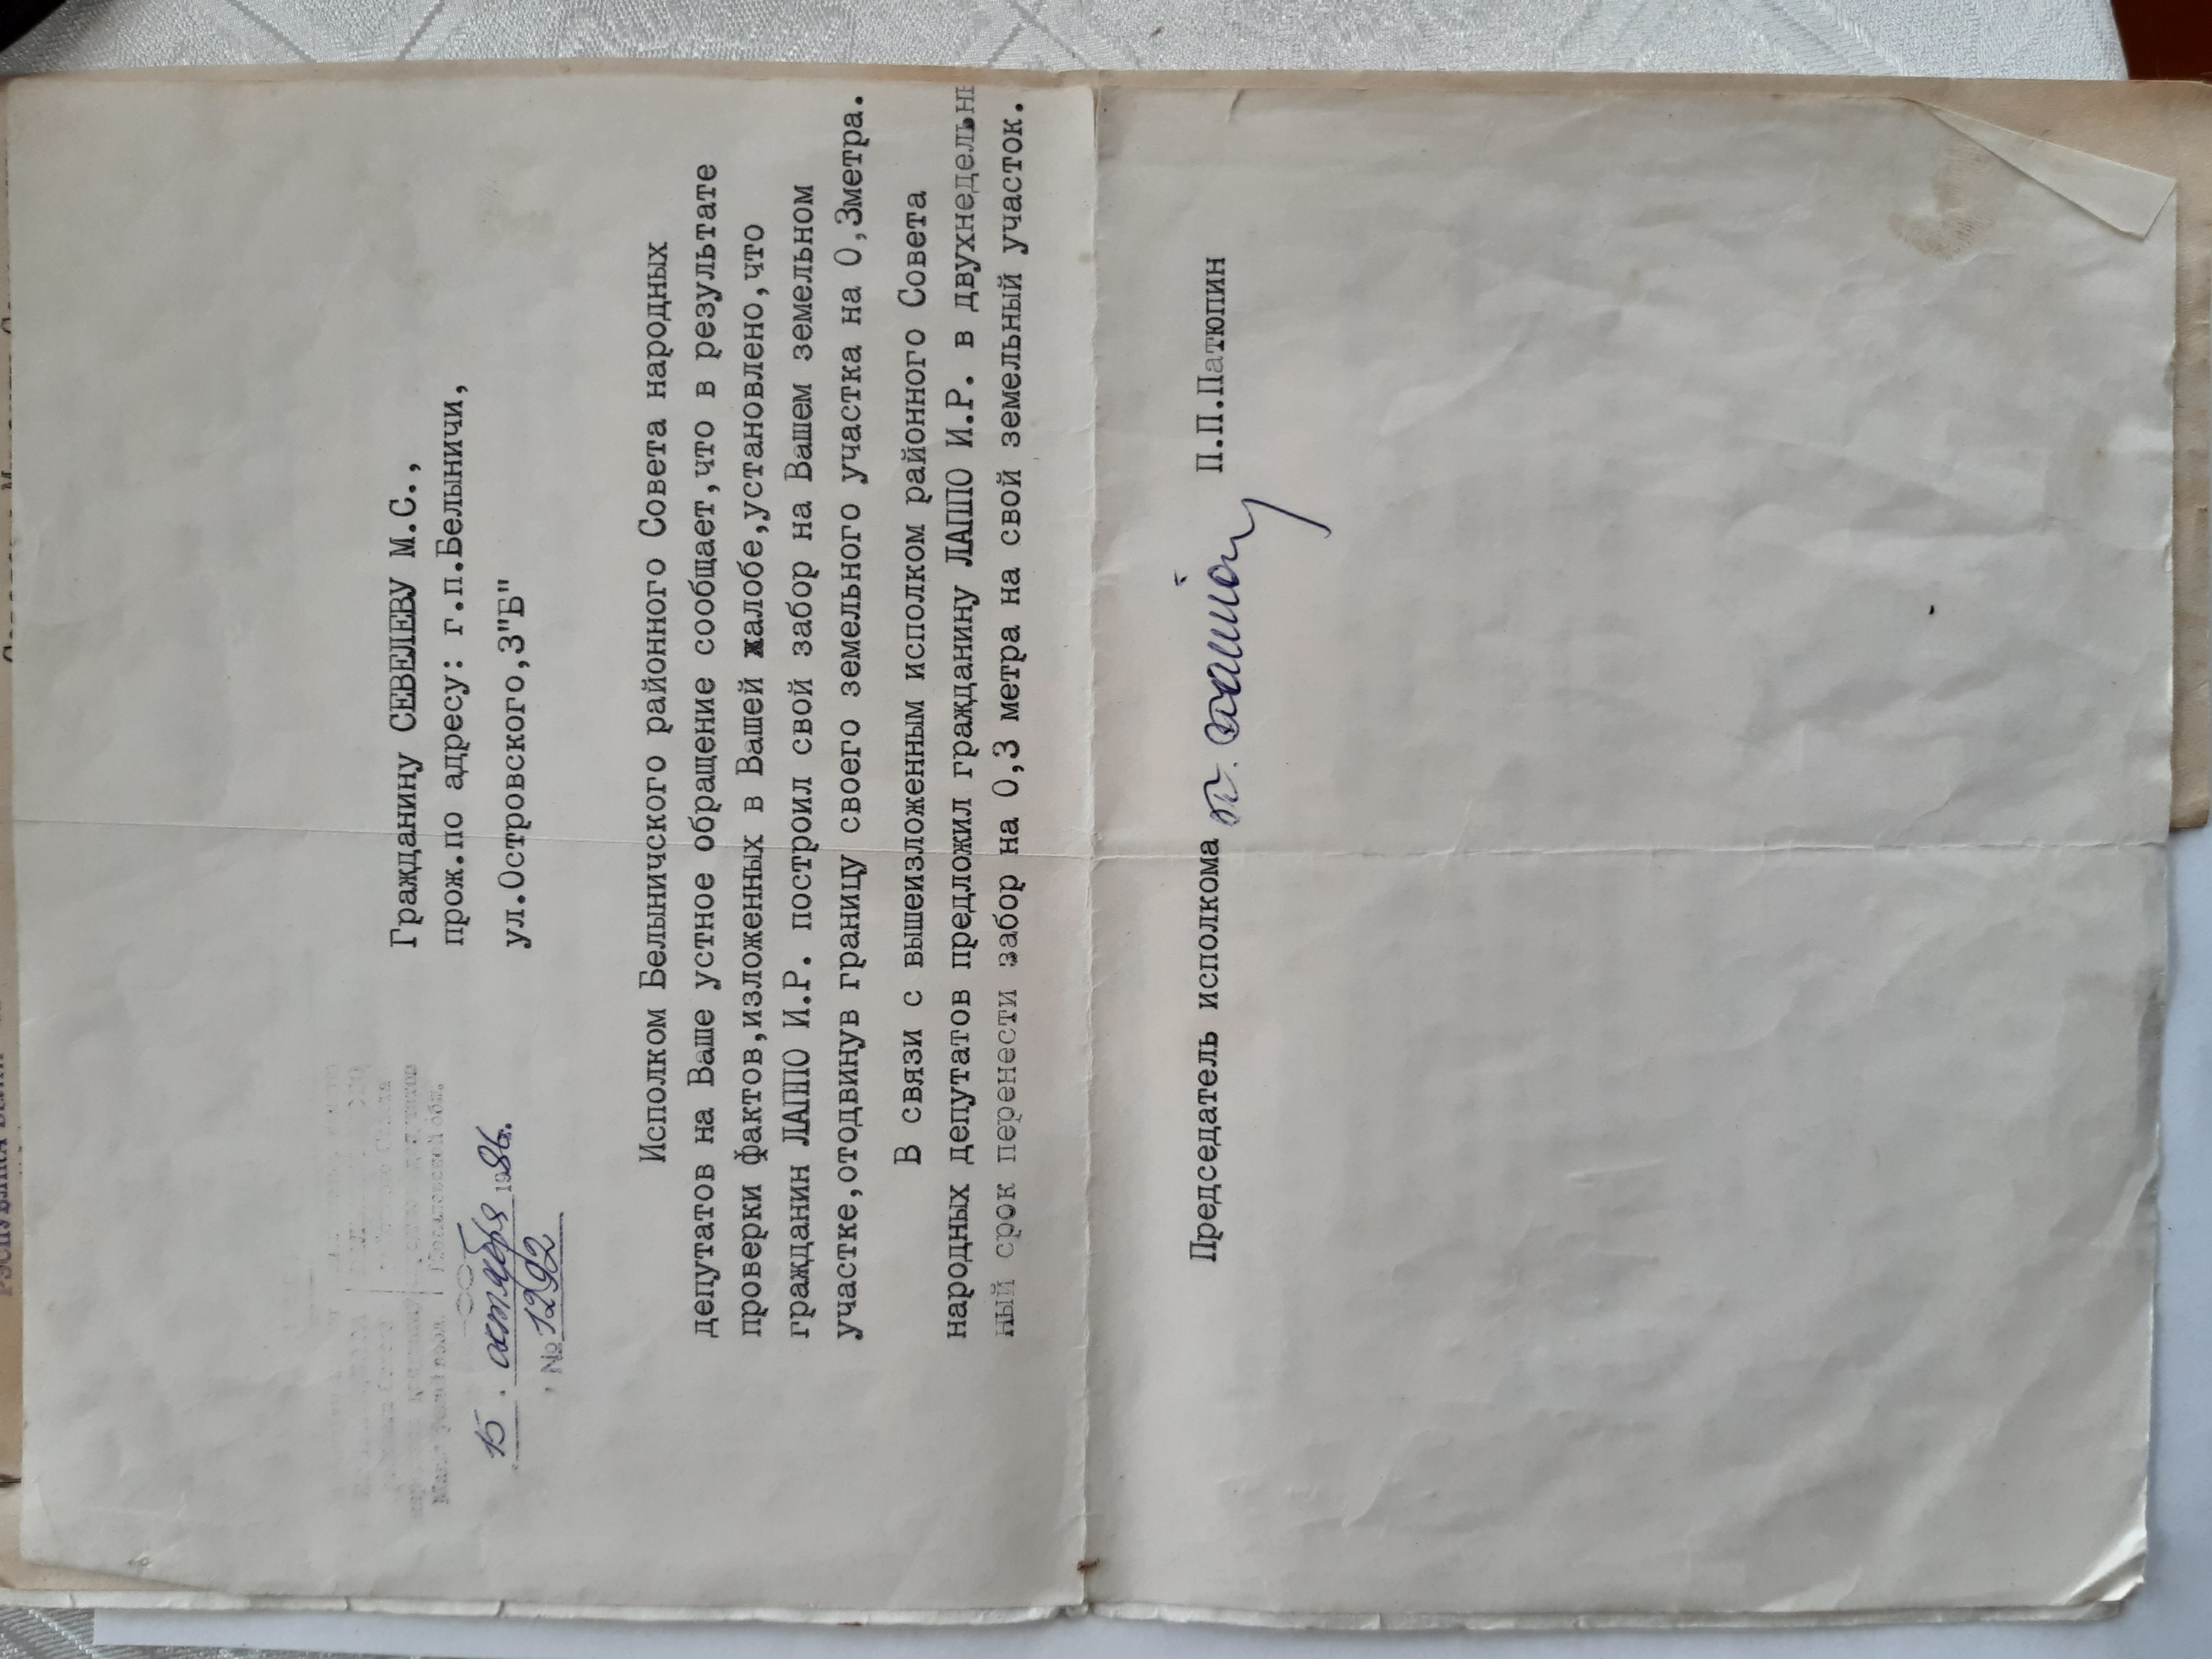 15 октября 1986.
№ 1292
Гражданину СЕВЕЛЕВУ М.С.,
прож.по адресу: г.п.Белыничи,
ул.Островского,3"Б"
Исполком Белыничского районного Совета народных
депутатов на Ваше устное обращение сообщает,что в результате
проверки фактов,изложенных в Вашей жалобе,установлено,что
гражданин ЛАПШО И.Р. построил свой забор на Вашем земельном
участке,отодвинув границу своего земельного участка на 0,3метра.
В связи с вышеизложенным исполком районного Совета
народных депутатов предложил гражданину ЛАПШО И.Р. в двухнедельн
ный срок перенести забор на 0,3 метра на свой земельный участок.
Председатель исполкома
П.П.Патюпин